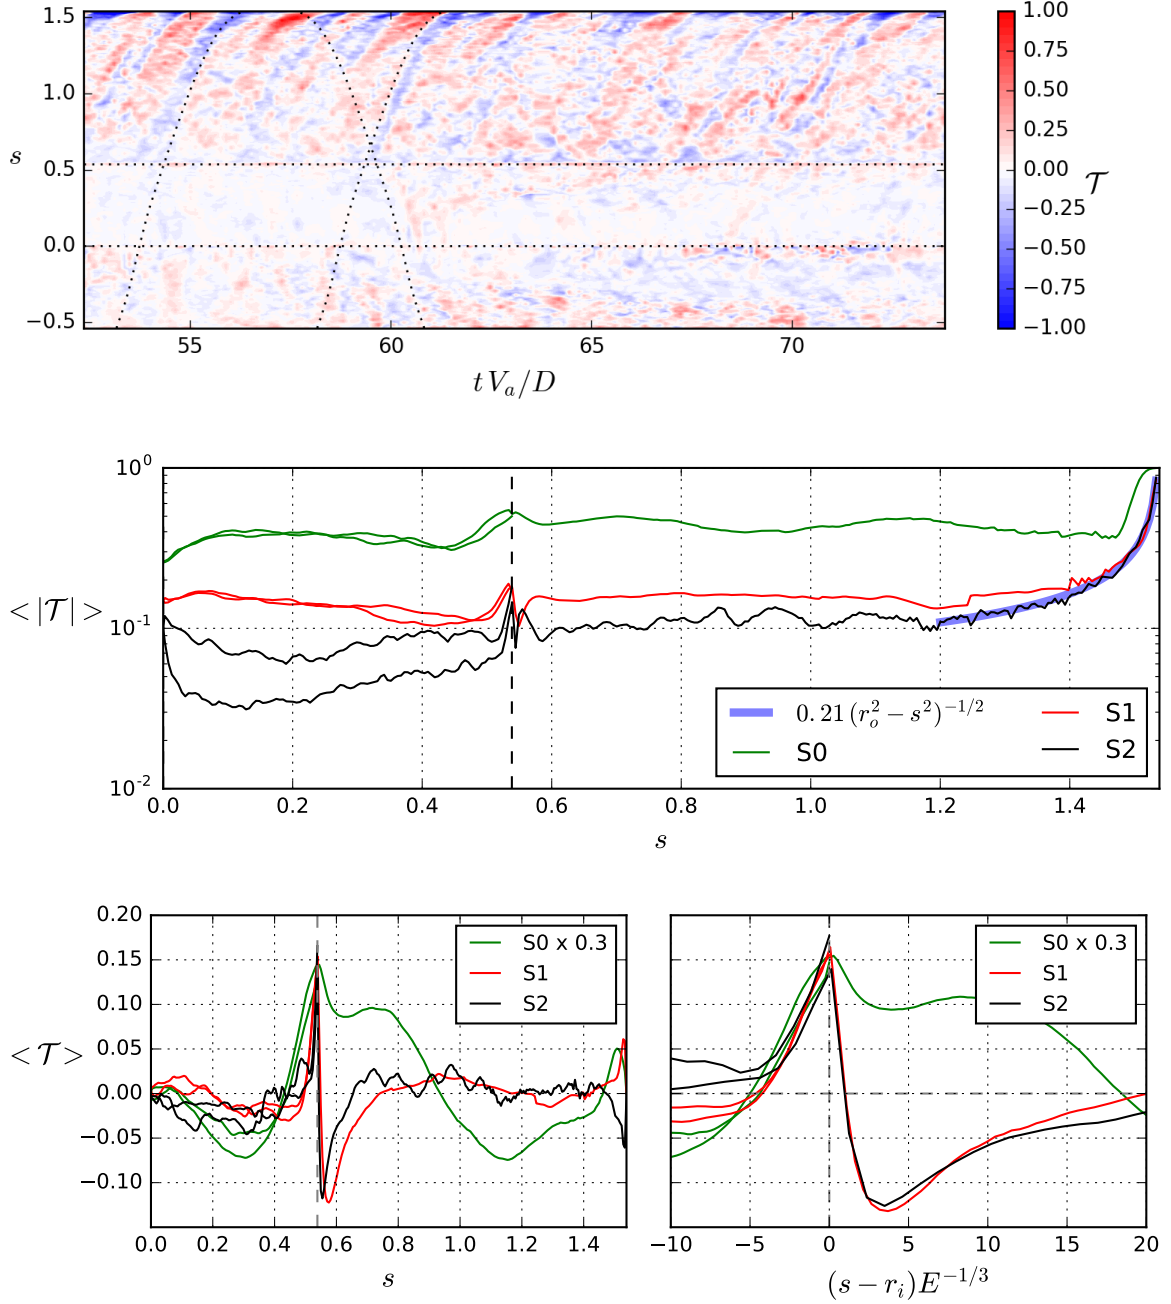 1.5
1.0
0.5
0.0
−0.5
s
55 60 65 70
t V_a/D
1.00
0.75
0.50
0.25
0.00
−0.25
−0.50
−0.75
−1.00
𝒯
10^0
10^-1
10^-2
< |𝒯| >
0.0 0.2 0.4 0.6 0.8 1.0 1.2 1.4
s
0.21 (r_o^2 − s^2)^{−1/2}
S0
S1
S2
0.20
0.15
0.10
0.05
0.00
−0.05
−0.10
< 𝒯 >
0.0 0.2 0.4 0.6 0.8 1.0 1.2 1.4
s
S0 x 0.3
S1
S2
−10 −5 0 5 10 15 20
(s − r_i)E^{−1/3}
S0 x 0.3
S1
S2